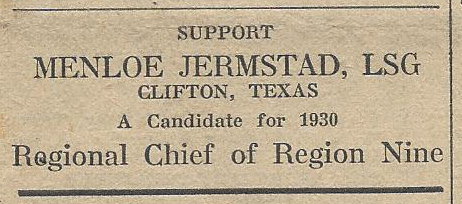 SUPPORT
MENLOE JERMSTAD, LSG
CLIFTON, TEXAS
A Candidate for 1930
Regional Chief of Region Nine